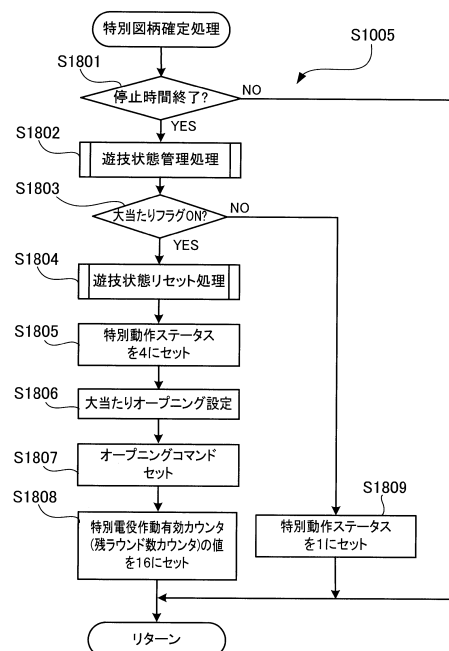 特別図柄確定処理
S1005
S1801
停止時間終了?
NO
YES
S1802
遊技状態管理処理
S1803
大当たりフラグON?
NO
YES
S1804
遊技状態リセット処理
S1805
特別動作ステータス
を4にセット
S1806
大当たりオープニング設定
S1807
オープニングコマンド
セット
S1808
特別電役作動有効カウンタ
(残ラウンド数カウンタ)の値
を16にセット
S1809
特別動作ステータス
を1にセット
リターン